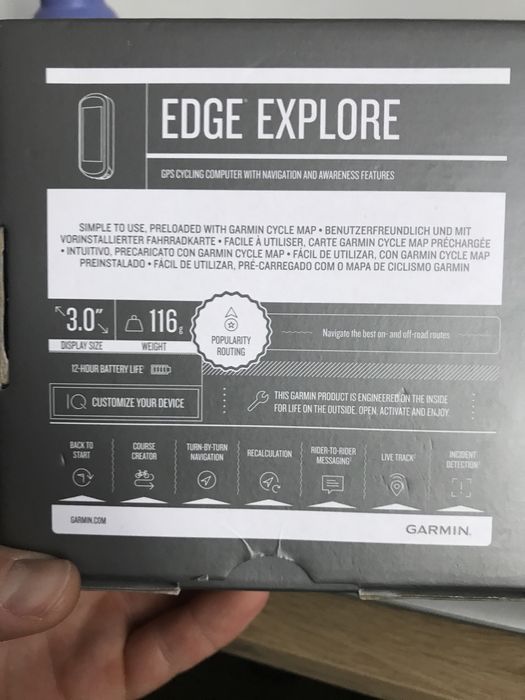 EDGE® EXPLORE
GPS CYCLING COMPUTER WITH NAVIGATION AND AWARENESS FEATURES
SIMPLE TO USE, PRELOADED WITH GARMIN CYCLE MAP • BENUTZERFREUNDLICH UND MIT
VORINSTALLIERTER FAHRRADKARTE • FACILE À UTILISER, CARTE GARMIN CYCLE MAP PRÉCHARGÉE
• INTUITIVO, PRECARICATO CON GARMIN CYCLE MAP • FÁCIL DE UTILIZAR, CON GARMIN CYCLE MAP
PREINSTALADO • FÁCIL DE UTILIZAR, PRÉ-CARREGADO COM O MAPA DE CICLISMO GARMIN
3.0"
DISPLAY SIZE
116 g
WEIGHT
POPULARITY
ROUTING
Navigate the best on- and off-road routes
12-HOUR BATTERY LIFE
IQ CUSTOMIZE YOUR DEVICE
THIS GARMIN PRODUCT IS ENGINEERED ON THE INSIDE
FOR LIFE ON THE OUTSIDE. OPEN, ACTIVATE AND ENJOY.
BACK TO
START
COURSE
CREATOR
TURN-BY-TURN
NAVIGATION
RECALCULATION
RIDER-TO-RIDER
MESSAGING¹
LIVE TRACK¹
INCIDENT
DETECTION¹
GARMIN.COM
GARMIN.